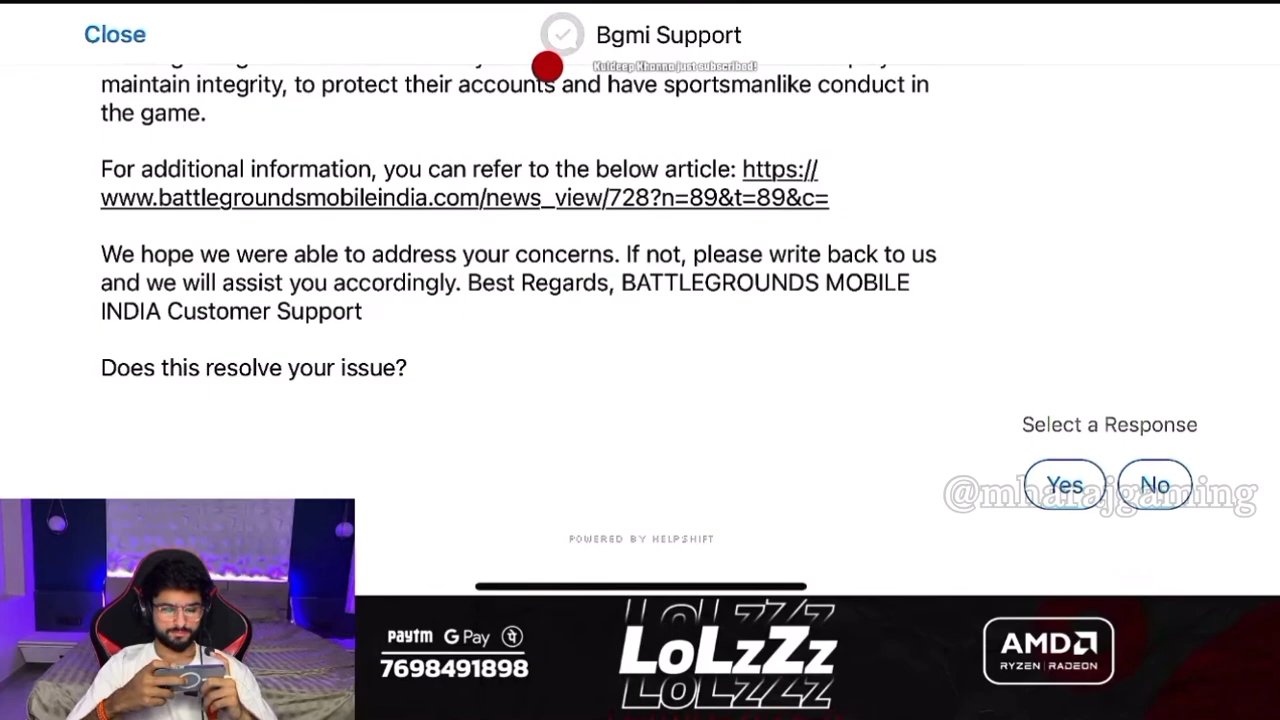 Close
Bgmi Support
Kuldeep Khanna just subscribed!
maintain integrity, to protect their accounts and have sportsmanlike conduct in
the game.
For additional information, you can refer to the below article: https://
www.battlegroundsmobileindia.com/news_view/728?n=89&t=89&c=
We hope we were able to address your concerns. If not, please write back to us
and we will assist you accordingly. Best Regards, BATTLEGROUNDS MOBILE
INDIA Customer Support
Does this resolve your issue?
Select a Response
Yes
No
@mharajgaming
POWERED BY HELPSHIFT
paytm G Pay
7698491898
LoLzZz
LoLzZz
LoLzZz
AMD
RYZEN | RADEON